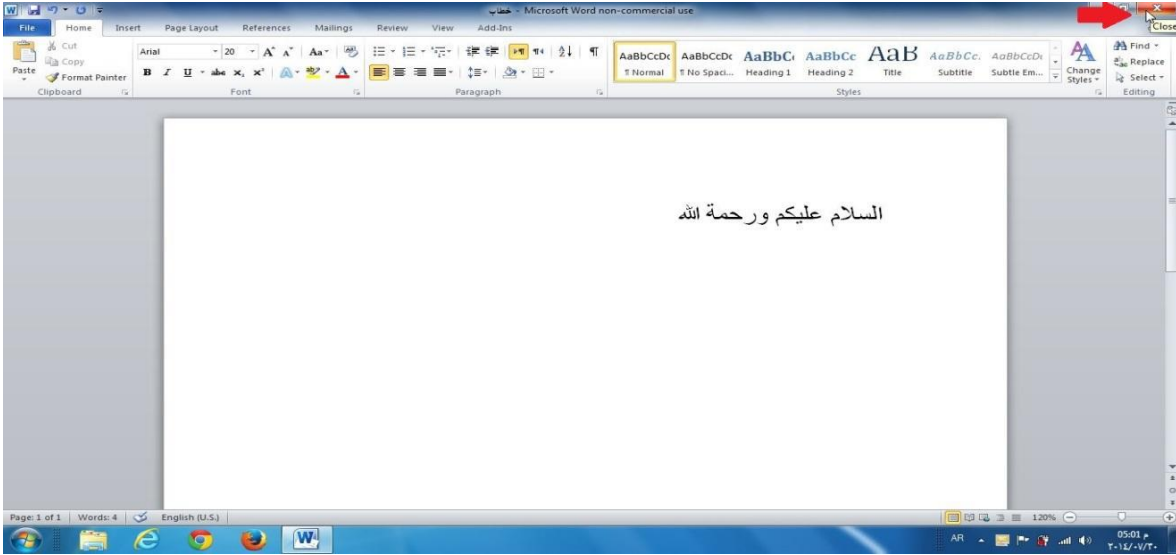 خطاب - Microsoft Word non-commercial use
File Home Insert Page Layout References Mailings Review View Add-Ins
Close
Paste
Cut
Copy
Format Painter
Clipboard
Arial 20
Font
Paragraph
AaBbCcDc AaBbCcDc AaBbC AaBbCc AaB AaBbCc. AaBbCcDc
¶ Normal ¶ No Spaci... Heading 1 Heading 2 Title Subtitle Subtle Em...
Change Styles
Styles
Find
Replace
Select
Editing
السلام عليكم ورحمة الله
Page: 1 of 1 Words: 4 English (U.S.) 120%
AR
05:01 م
٢٠١٤/٠٧/٣٠